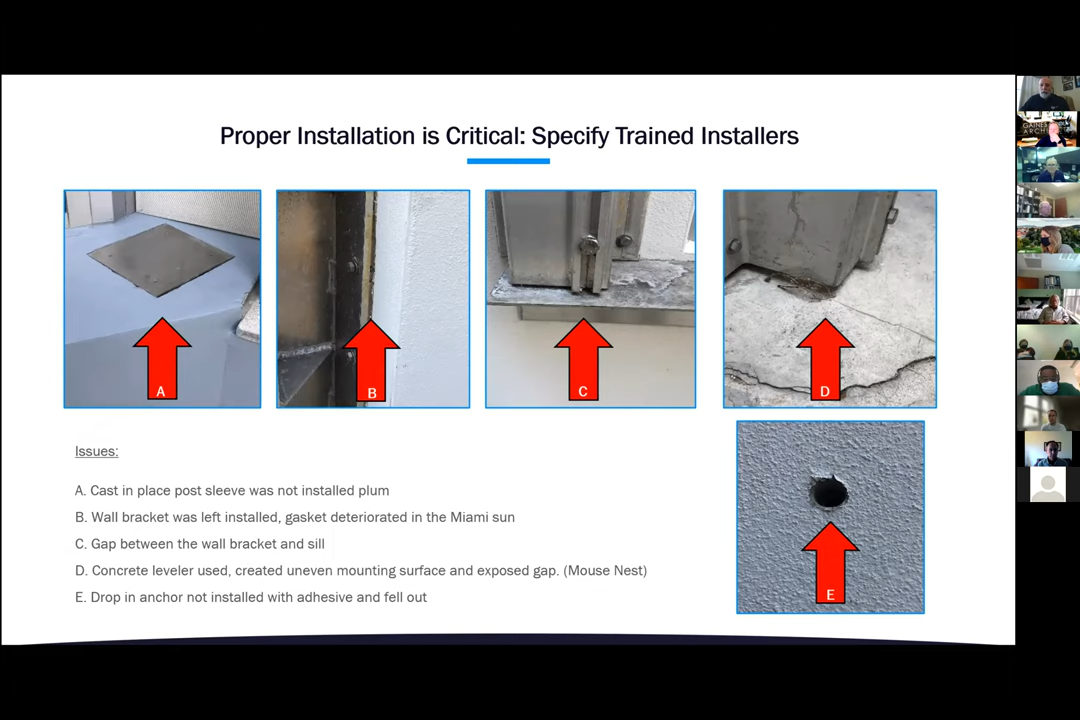 Proper Installation is Critical: Specify Trained Installers
A
B
C
D
E
Issues:
A. Cast in place post sleeve was not installed plum
B. Wall bracket was left installed, gasket deteriorated in the Miami sun
C. Gap between the wall bracket and sill
D. Concrete leveler used, created uneven mounting surface and exposed gap. (Mouse Nest)
E. Drop in anchor not installed with adhesive and fell out